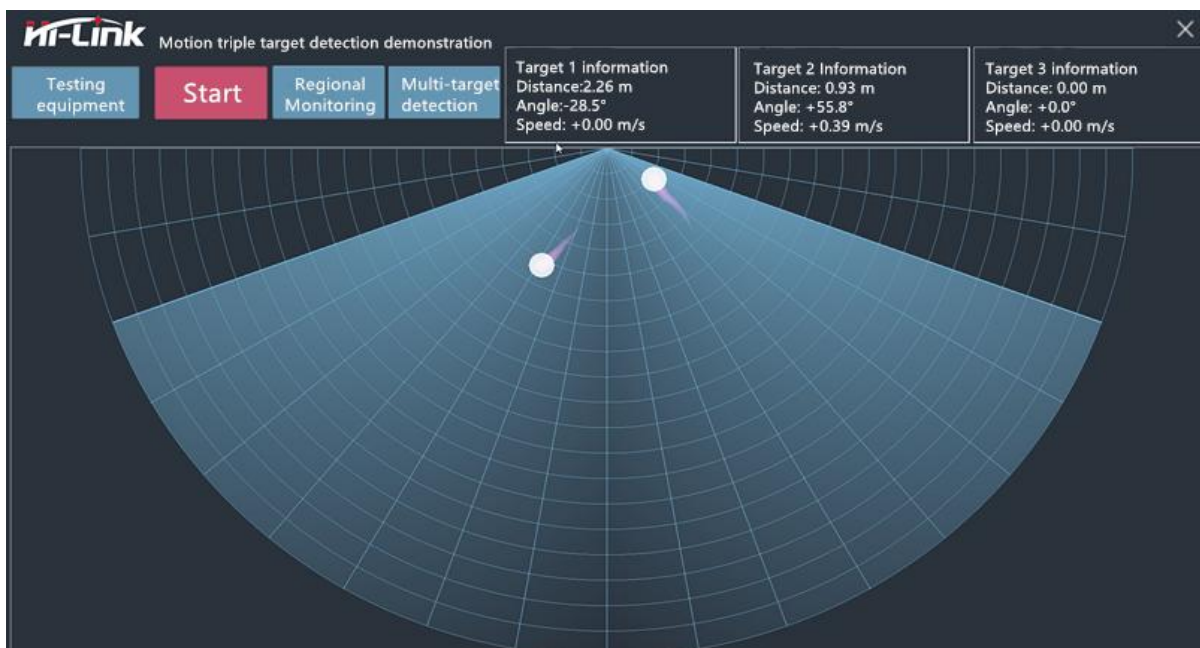 Hi-Link
Motion triple target detection demonstration
Testing
equipment
Start
Regional
Monitoring
Multi-target
detection
Target 1 information
Distance:2.26 m
Angle:-28.5°
Speed: +0.00 m/s
Target 2 Information
Distance: 0.93 m
Angle: +55.8°
Speed: +0.39 m/s
Target 3 information
Distance: 0.00 m
Angle: +0.0°
Speed: +0.00 m/s